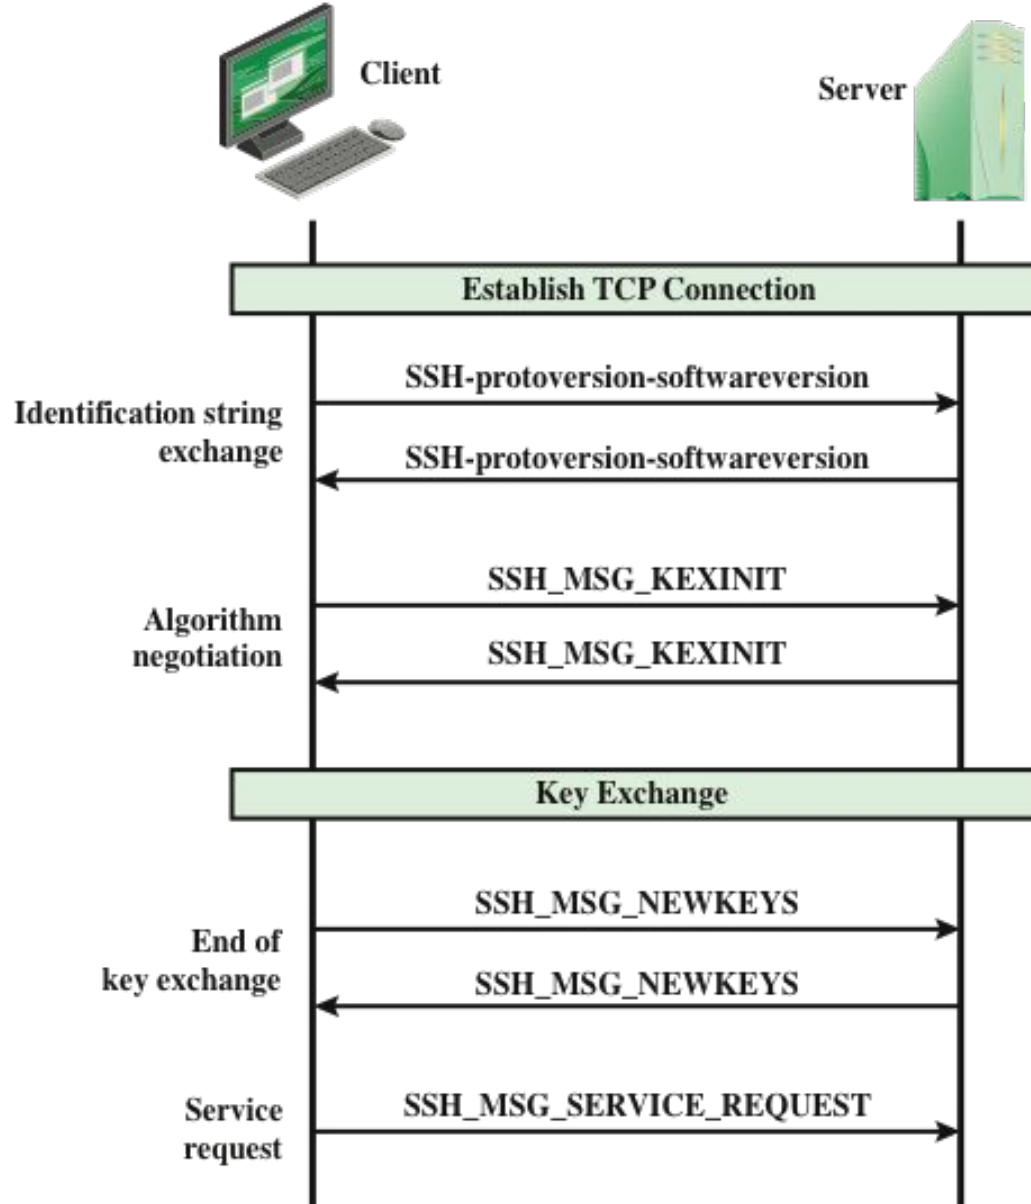 Client
Server
Establish TCP Connection
SSH-protoversion-softwareversion
Identification string
exchange
SSH-protoversion-softwareversion
SSH_MSG_KEXINIT
Algorithm
negotiation
SSH_MSG_KEXINIT
Key Exchange
SSH_MSG_NEWKEYS
End of
key exchange
SSH_MSG_NEWKEYS
SSH_MSG_SERVICE_REQUEST
Service
request